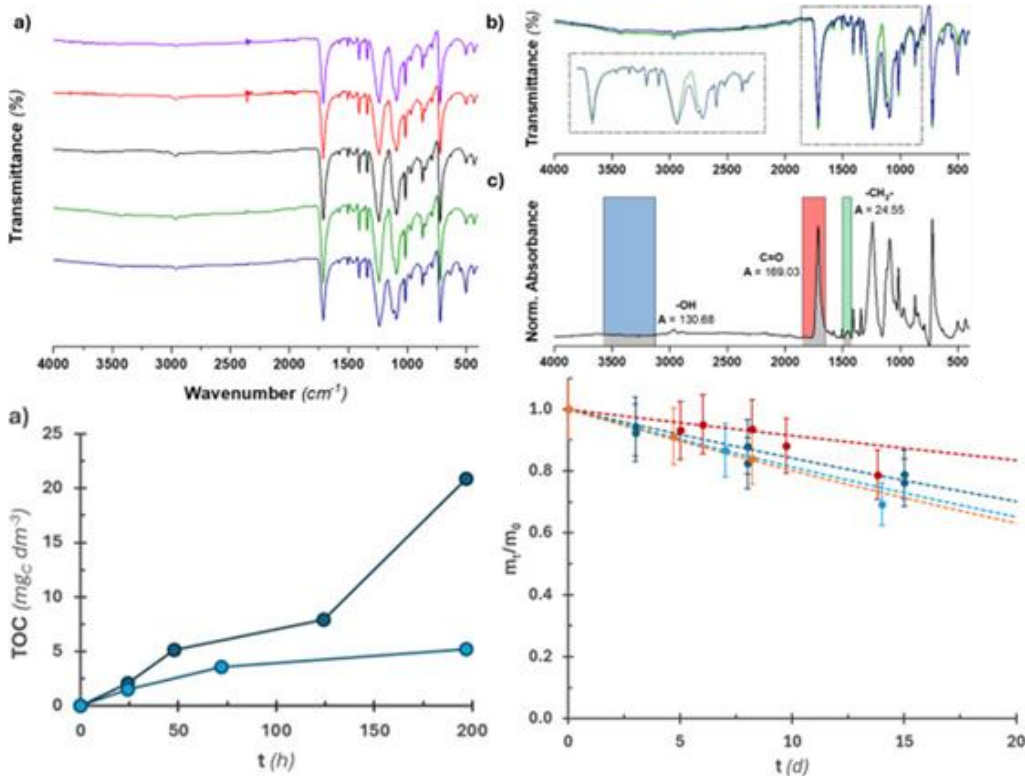 a)
Transmittance (%)
4000 3500 3000 2500 2000 1500 1000 500
Wavenumber (cm⁻¹)
b)
Transmittance (%)
4000 3500 3000 2500 2000 1500 1000 500
c)
Norm. Absorbance
-OH
A = 130.68
C=O
A = 169.03
-CH₂-
A = 24.55
4000 3500 3000 2500 2000 1500 1000 500
a)
TOC (mg_C dm⁻³)
25
20
15
10
5
0
0 50 100 150 200
t (h)
m_t/m_0
1.0
0.8
0.6
0.4
0.2
0.0
0 5 10 15 20
t (d)